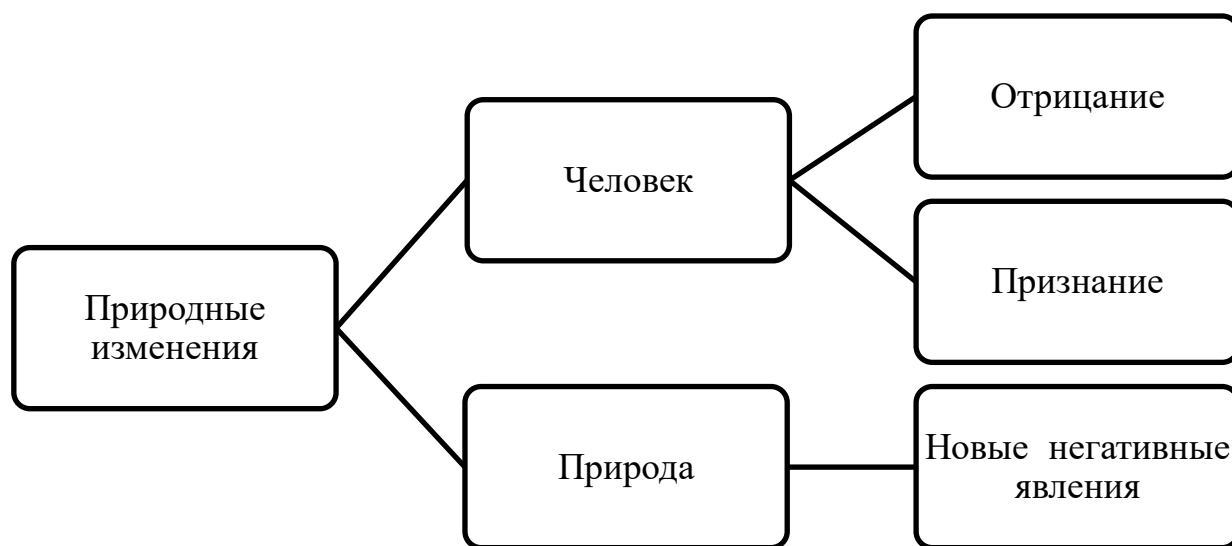 Отрицание
Человек
Признание
Природные
изменения
Природа
Новые негативные
явления